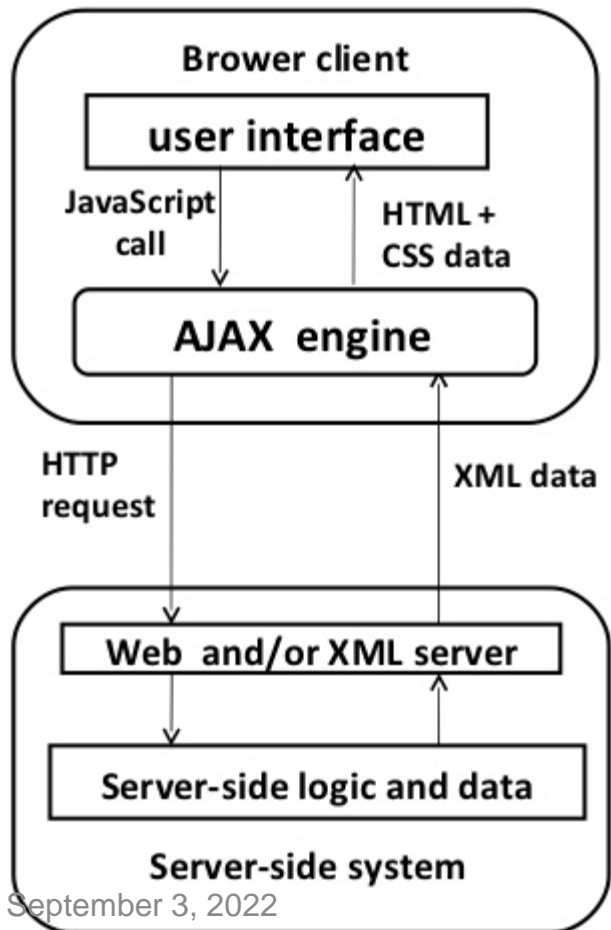 Brower client
user interface
JavaScript
call
HTML +
CSS data
AJAX engine
HTTP
request
XML data
Web and/or XML server
Server-side logic and data
Server-side system
September 3, 2022